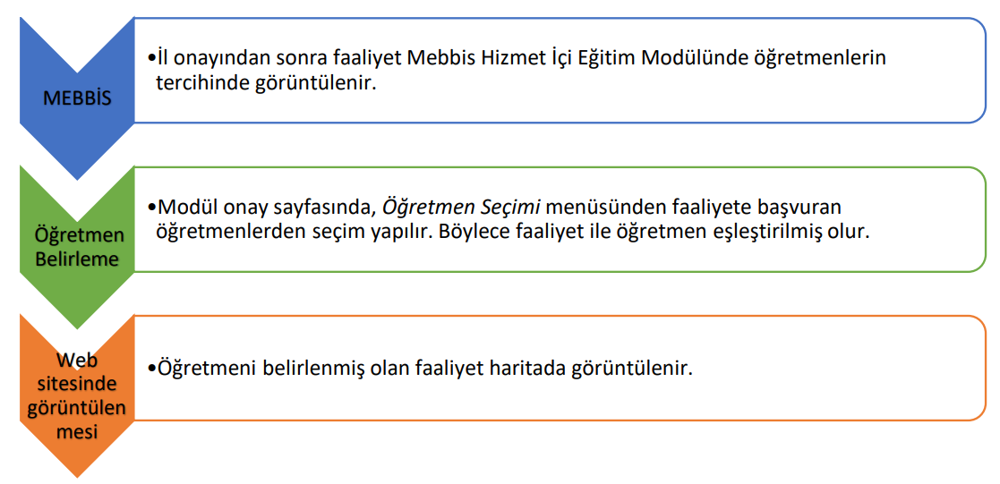 MEBBİS
•İl onayından sonra faaliyet Mebbis Hizmet İçi Eğitim Modülünde öğretmenlerin
tercihinde görüntülenir.
Öğretmen
Belirleme
•Modül onay sayfasında, Öğretmen Seçimi menüsünden faaliyete başvuran
öğretmenlerden seçim yapılır. Böylece faaliyet ile öğretmen eşleştirilmiş olur.
Web
sitesinde
görüntülen
mesi
•Öğretmeni belirlenmiş olan faaliyet haritada görüntülenir.